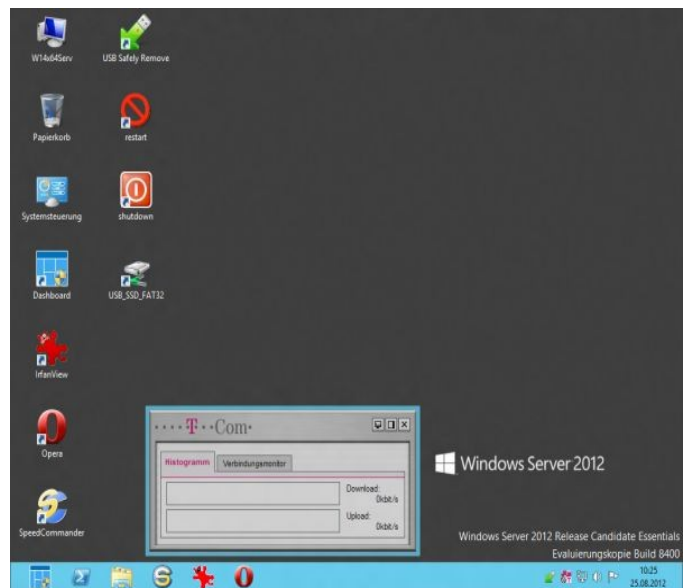 W14x64Serv
USB Safely Remove
Papierkorb
restart
Systemsteuerung
shutdown
Dashboard
USB_SSD_FAT32
IrfanView
Opera
SpeedCommander
····T··Com·
Histogramm
Verbindungsmonitor
Download:
0kbit/s
Upload:
0kbit/s
Windows Server 2012
Windows Server 2012 Release Candidate Essentials
Evaluierungskopie Build 8400
10:25
25.08.2012